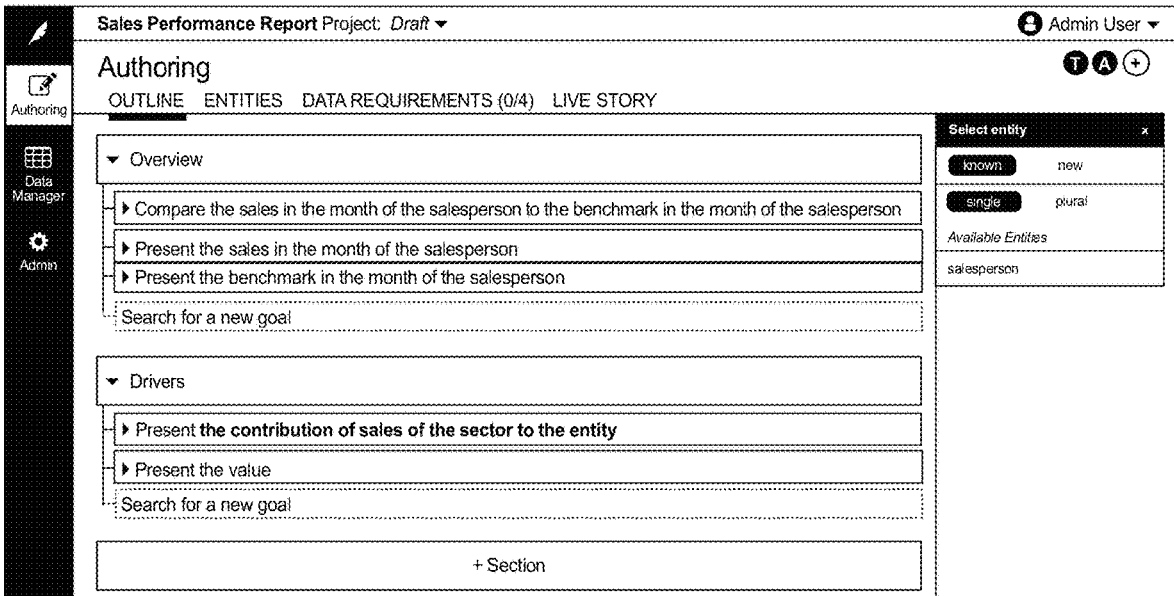 Sales Performance Report Project: Draft
Admin User
Authoring
T A +
OUTLINE ENTITIES DATA REQUIREMENTS (0/4) LIVE STORY
Authoring
Data
Manager
Admin
Overview
Compare the sales in the month of the salesperson to the benchmark in the month of the salesperson
Present the sales in the month of the salesperson
Present the benchmark in the month of the salesperson
Search for a new goal
Drivers
Present the contribution of sales of the sector to the entity
Present the value
Search for a new goal
+ Section
Select entity x
known new
single plural
Available Entities
salesperson